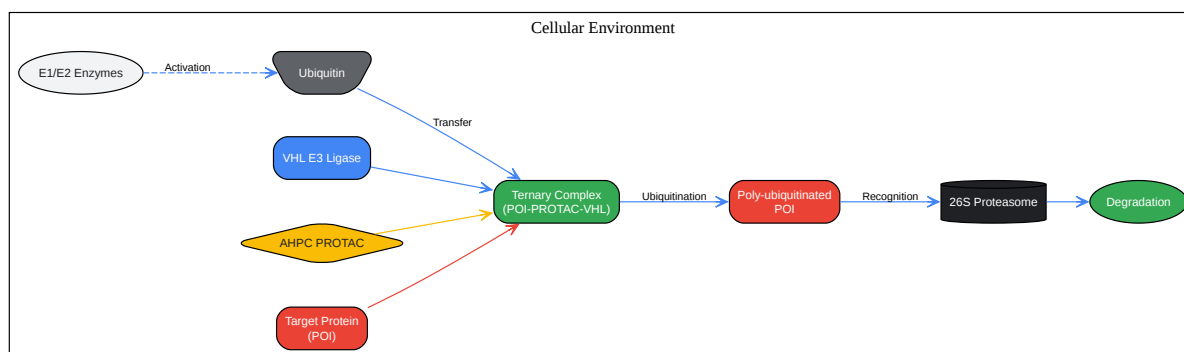 Cellular Environment
E1/E2 Enzymes
Activation
Ubiquitin
Transfer
VHL E3 Ligase
AHPC PROTAC
Target Protein
(POI)
Ternary Complex
(POI-PROTAC-VHL)
Ubiquitination
Poly-ubiquitinated
POI
Recognition
26S Proteasome
Degradation